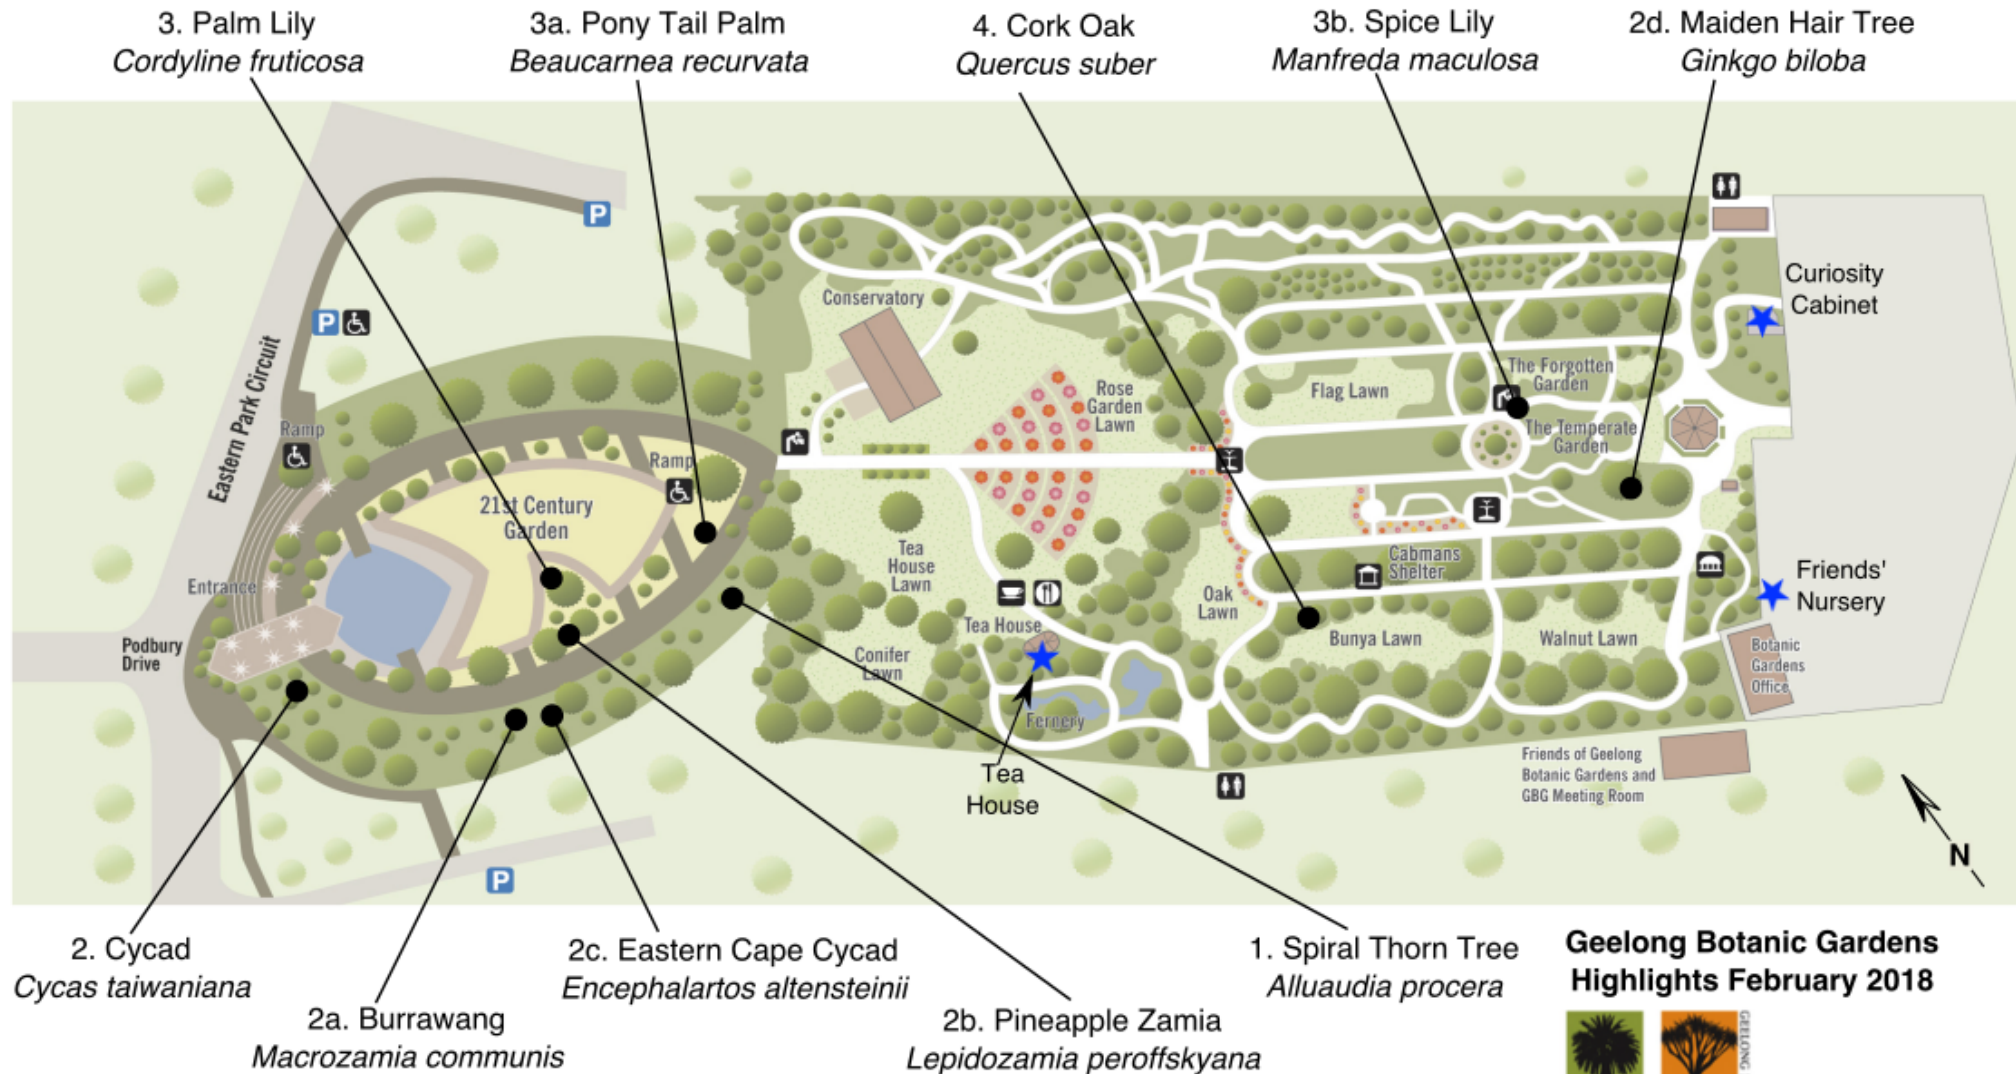 3. Palm Lily
Cordyline fruticosa
3a. Pony Tail Palm
Beaucarnea recurvata
4. Cork Oak
Quercus suber
3b. Spice Lily
Manfreda maculosa
2d. Maiden Hair Tree
Ginkgo biloba
P
P
Eastern Park Circuit
Ramp
Entrance
Podbury
Drive
21st Century
Garden
Ramp
Conservatory
Rose
Garden
Lawn
Tea
House
Lawn
Tea House
Conifer
Lawn
Fernery
Tea
House
Oak
Lawn
Flag Lawn
The Forgotten
Garden
The Temperate
Garden
Cabmans
Shelter
Bunya Lawn
Walnut Lawn
Curiosity
Cabinet
Friends'
Nursery
Botanic
Gardens
Office
Friends of Geelong
Botanic Gardens and
GBG Meeting Room
P
N
2. Cycad
Cycas taiwaniana
2a. Burrawang
Macrozamia communis
2c. Eastern Cape Cycad
Encephalartos altensteinii
2b. Pineapple Zamia
Lepidozamia peroffskyana
1. Spiral Thorn Tree
Alluaudia procera
Geelong Botanic Gardens
Highlights February 2018
GEELONG